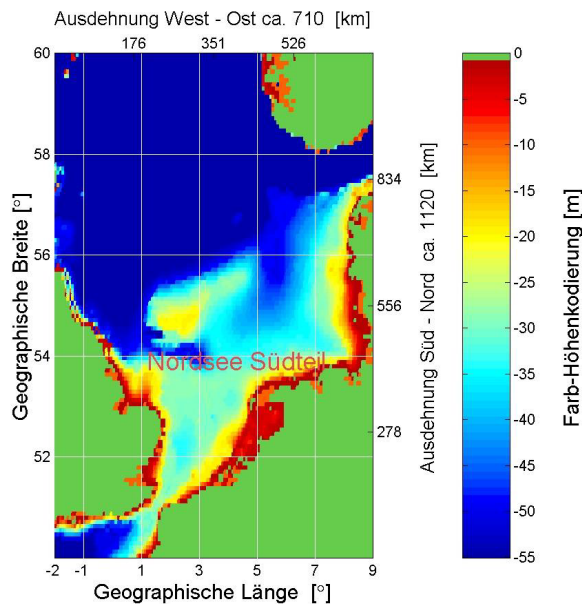 Ausdehnung West - Ost ca. 710 [km]
176 351 526
60
58
56
54
52
Geographische Breite [°]
Nordsee Südteil
834
556
278
Ausdehnung Süd - Nord ca. 1120 [km]
-2 -1 1 3 5 7 9
Geographische Länge [°]
0
-5
-10
-15
-20
-25
-30
-35
-40
-45
-50
-55
Farb-Höhenkodierung [m]